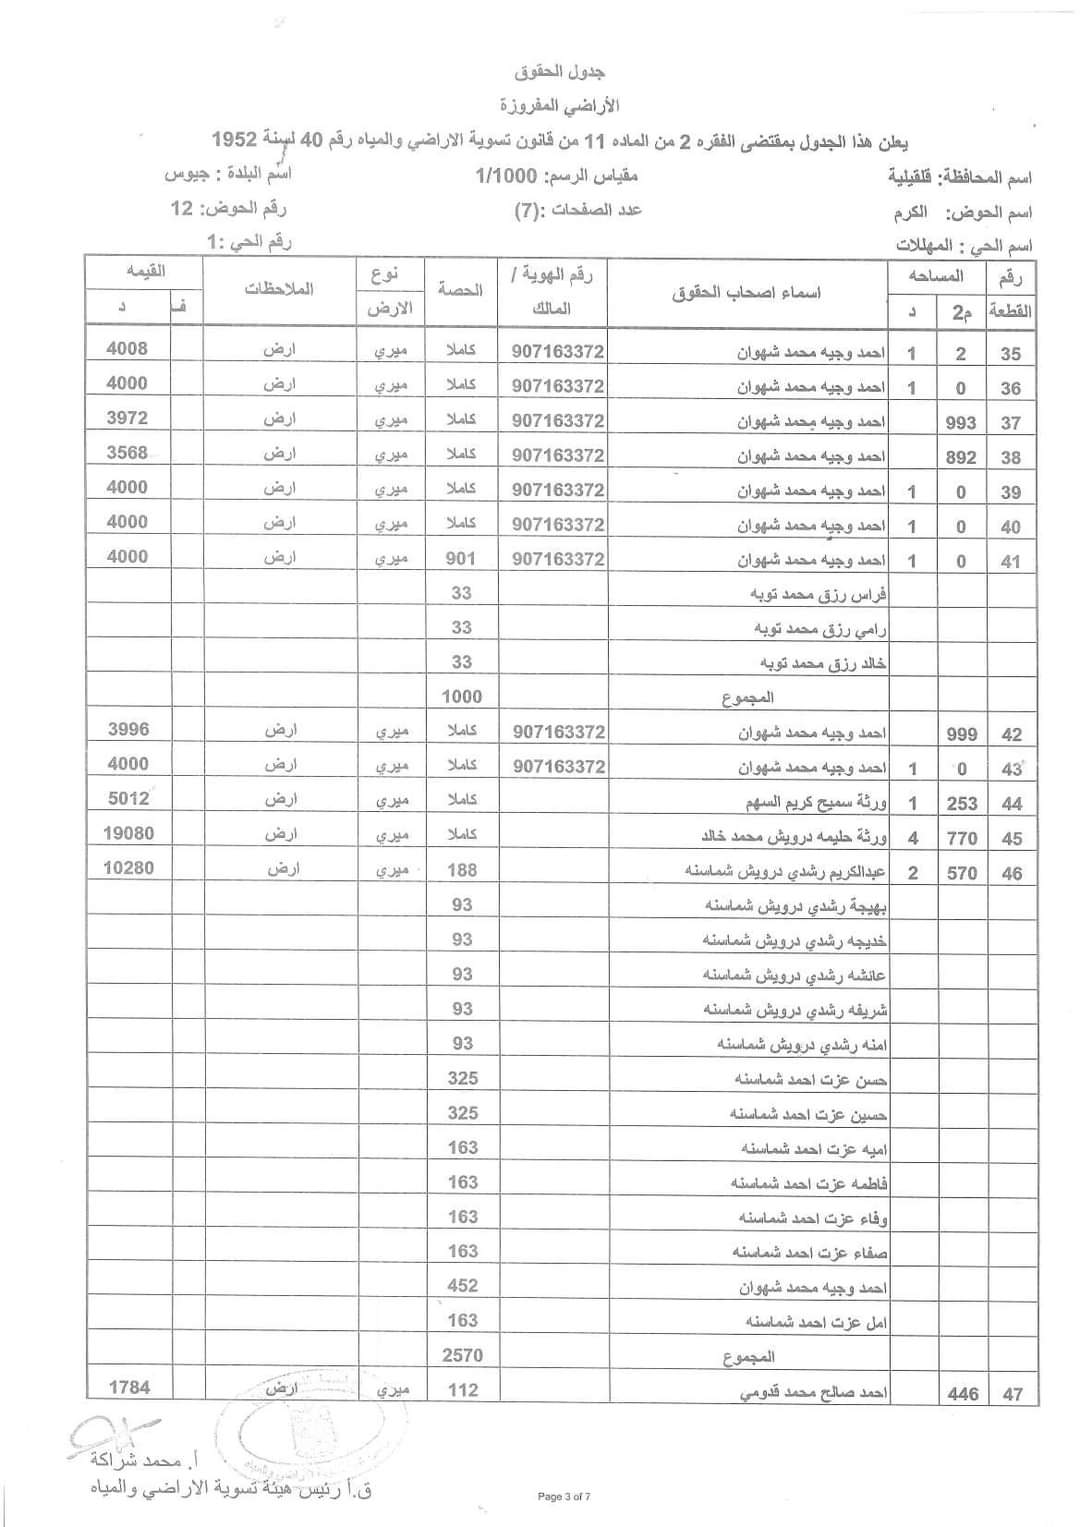 جدول الحقوق
الأراضي المفروزة
يعلن هذا الجدول بمقتضى الفقره 2 من الماده 11 من قانون تسوية الاراضي والمياه رقم 40 لسنة 1952
اسم المحافظة: قلقيلية مقياس الرسم: 1/1000 اسم البلدة : جيوس
اسم الحوض: الكرم عدد الصفحات :(7) رقم الحوض: 12
اسم الحي : المهللات رقم الحي :1
رقم القطعة المساحه م2 د اسماء اصحاب الحقوق رقم الهوية / المالك الحصة نوع الارض الملاحظات القيمه ف د
35 2 1 احمد وجيه محمد شهوان 907163372 كاملا ميري ارض 4008
36 0 1 احمد وجيه محمد شهوان 907163372 كاملا ميري ارض 4000
37 993 احمد وجيه محمد شهوان 907163372 كاملا ميري ارض 3972
38 892 احمد وجيه محمد شهوان 907163372 كاملا ميري ارض 3568
39 0 1 احمد وجيه محمد شهوان 907163372 كاملا ميري ارض 4000
40 0 1 احمد وجيه محمد شهوان 907163372 كاملا ميري ارض 4000
41 0 1 احمد وجيه محمد شهوان 907163372 901 ميري ارض 4000
فراس رزق محمد توبه 33
رامي رزق محمد توبه 33
خالد رزق محمد توبه 33
المجموع 1000
42 999 احمد وجيه محمد شهوان 907163372 كاملا ميري ارض 3996
43 0 1 احمد وجيه محمد شهوان 907163372 كاملا ميري ارض 4000
44 253 1 ورثة سميح كريم السهم كاملا ميري ارض 5012
45 770 4 ورثة حليمه درويش محمد خالد كاملا ميري ارض 19080
46 570 2 عبدالكريم رشدي درويش شماسنه 188 ميري ارض 10280
بهيجة رشدي درويش شماسنه 93
خديجه رشدي درويش شماسنه 93
عائشه رشدي درويش شماسنه 93
شريفه رشدي درويش شماسنه 93
امنه رشدي درويش شماسنه 93
حسن عزت احمد شماسنه 325
حسين عزت احمد شماسنه 325
اميه عزت احمد شماسنه 163
فاطمه عزت احمد شماسنه 163
وفاء عزت احمد شماسنه 163
صفاء عزت احمد شماسنه 163
احمد وجيه محمد شهوان 452
امل عزت احمد شماسنه 163
المجموع 2570
47 446 احمد صالح محمد قدومي 112 ميري ارض 1784
أ. محمد شراكة
ق.أ رئيس هيئة تسوية الاراضي والمياه
Page 3 of 7